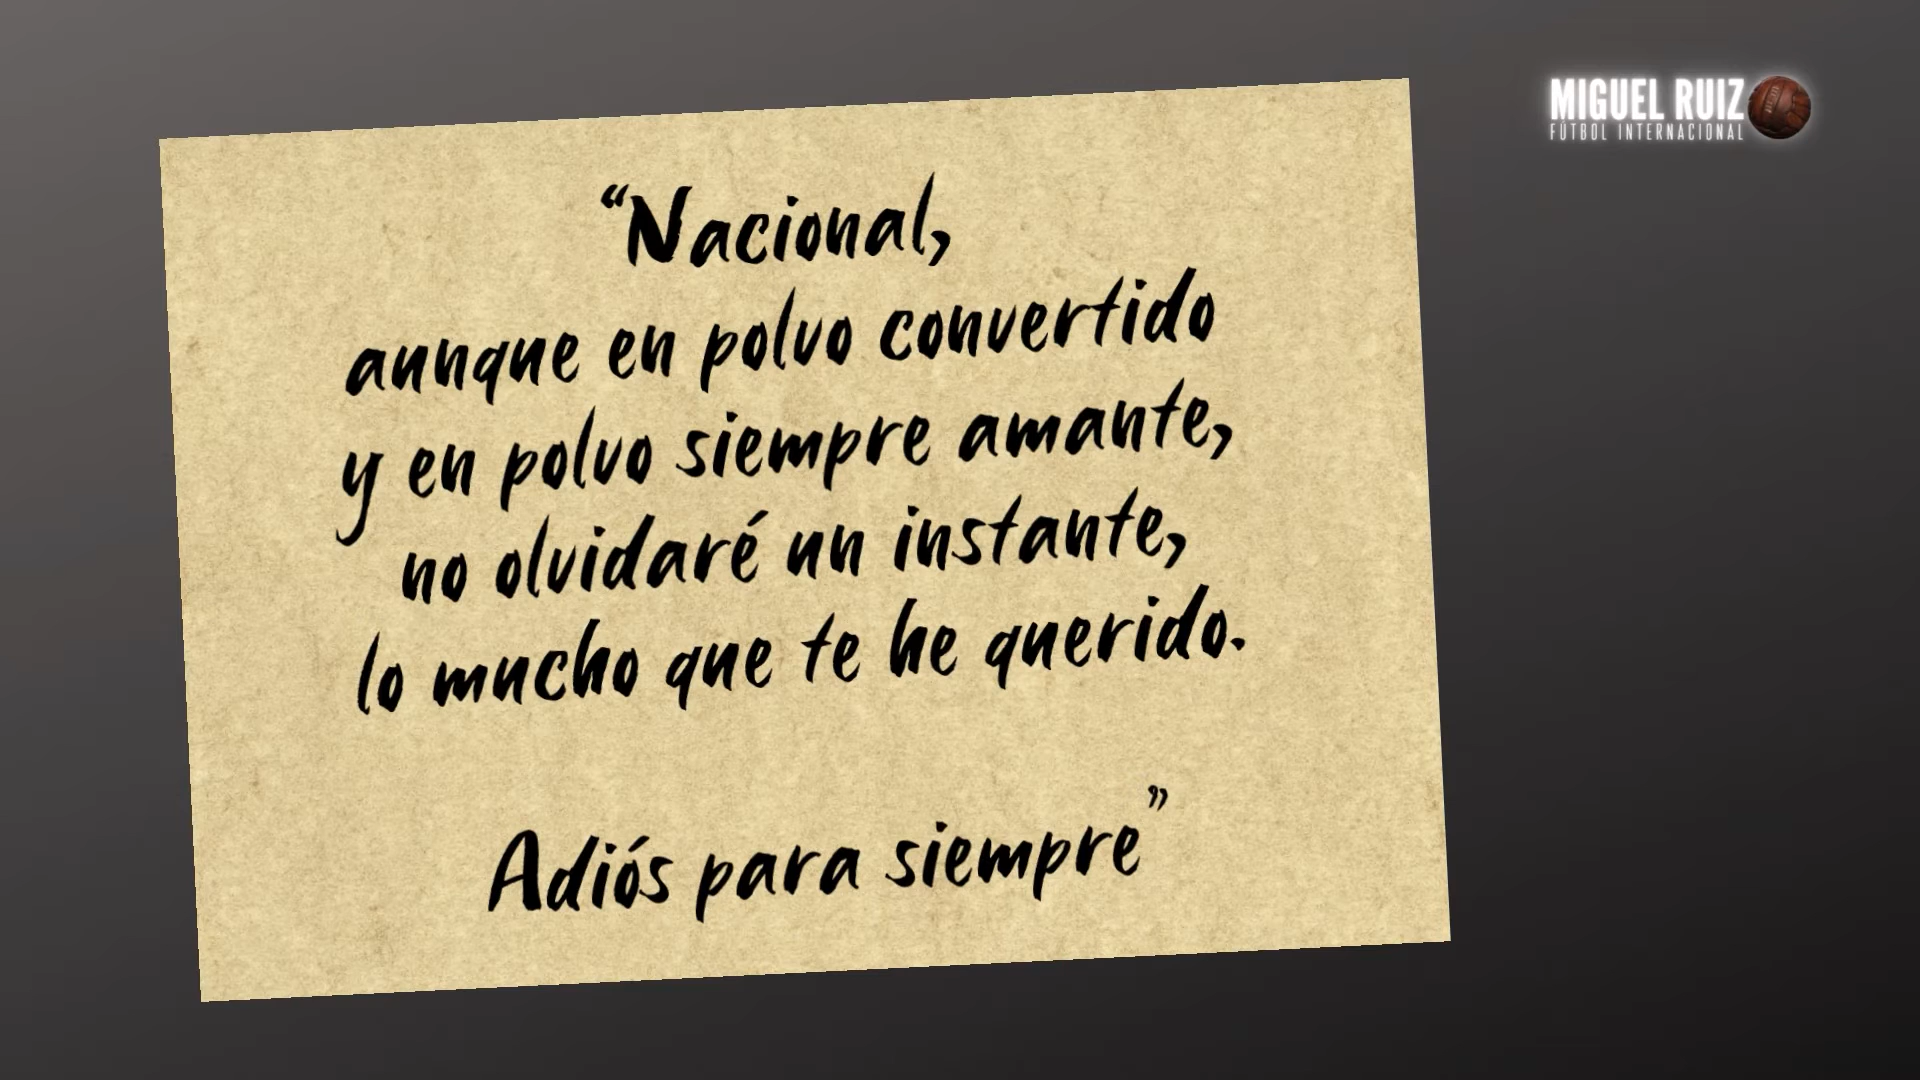 MIGUEL RUIZ
FÚTBOL INTERNACIONAL
“Nacional,
aunque en polvo convertido
y en polvo siempre amante,
no olvidaré un instante,
lo mucho que te he querido.
Adiós para siempre”